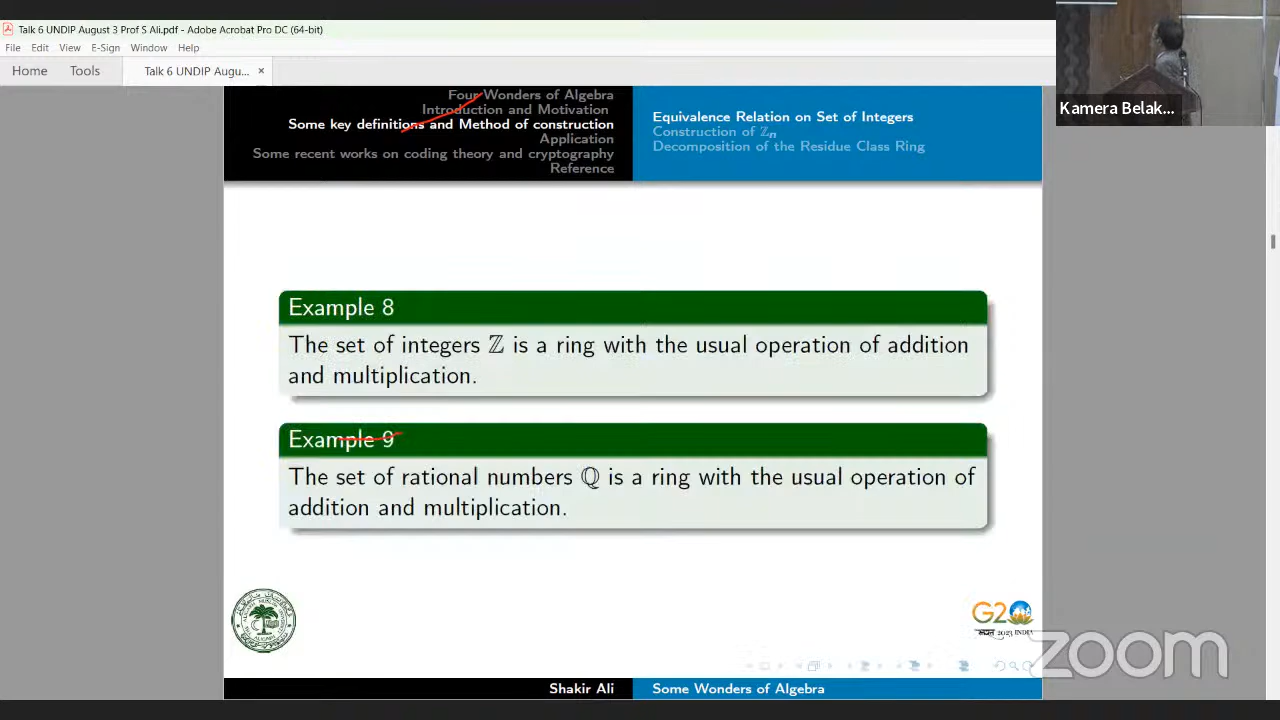 Talk 6 UNDIP August 3 Prof S Ali.pdf - Adobe Acrobat Pro DC (64-bit)
File Edit View E-Sign Window Help
Home Tools Talk 6 UNDIP Augu... ×
Four Wonders of Algebra
Introduction and Motivation
Some key definitions and Method of construction
Application
Some recent works on coding theory and cryptography
Reference
Equivalence Relation on Set of Integers
Construction of ℤn
Decomposition of the Residue Class Ring
Kamera Belak...
Example 8
The set of integers ℤ is a ring with the usual operation of addition
and multiplication.
Example 9
The set of rational numbers ℚ is a ring with the usual operation of
addition and multiplication.
G20
2023 INDIA
zoom
Shakir Ali Some Wonders of Algebra